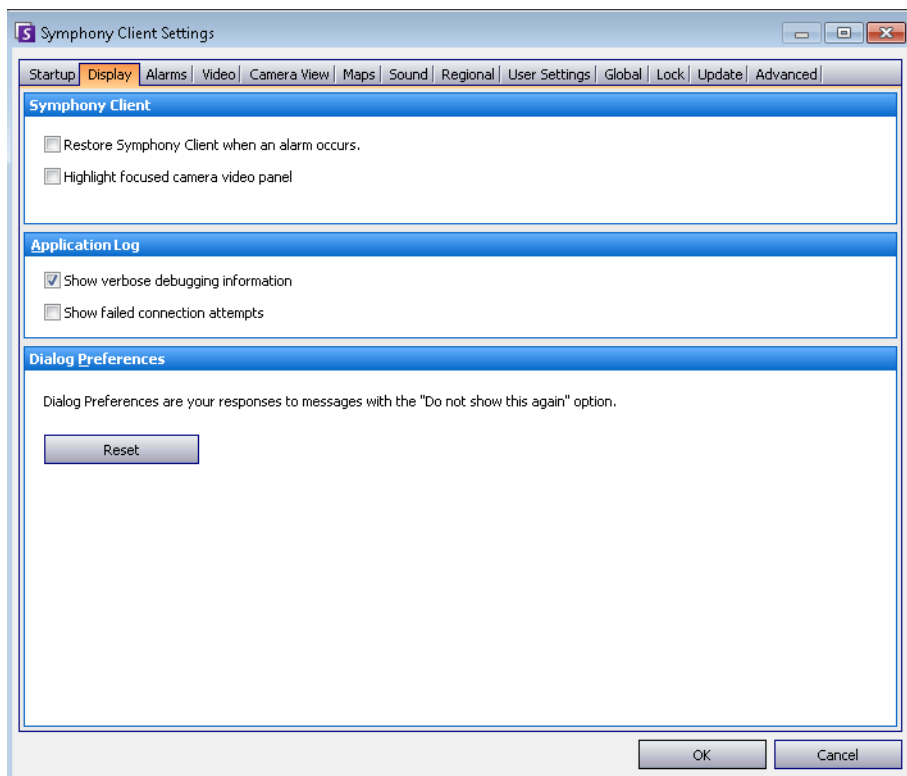 Symphony Client Settings
Startup Display Alarms Video Camera View Maps Sound Regional User Settings Global Lock Update Advanced
Symphony Client
Restore Symphony Client when an alarm occurs.
Highlight focused camera video panel
Application Log
Show verbose debugging information
Show failed connection attempts
Dialog Preferences
Dialog Preferences are your responses to messages with the "Do not show this again" option.
Reset
OK Cancel